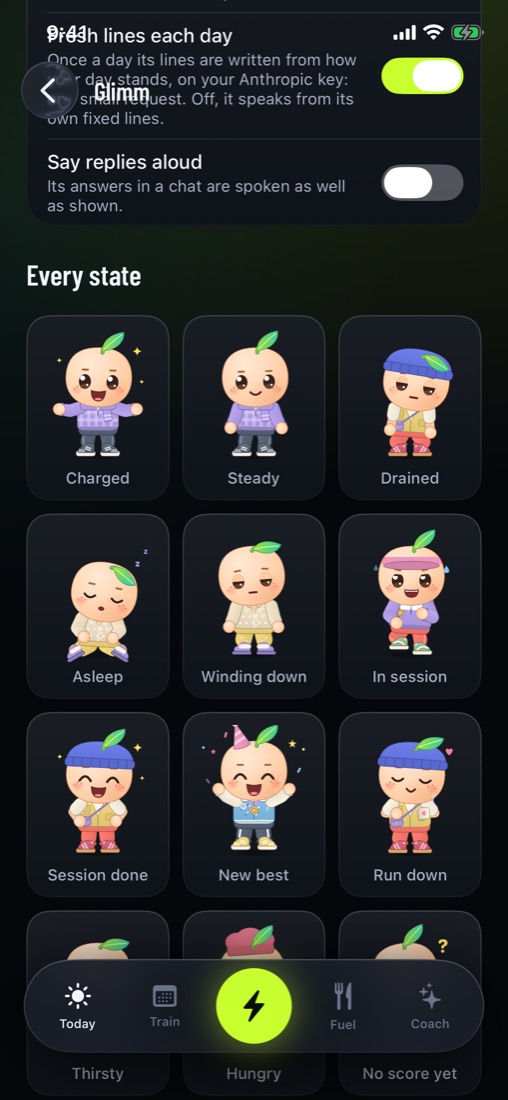 9:41
Fresh lines each day
Once a day its lines are written from how
day stands, on your Anthropic key:
small request. Off, it speaks from its
own fixed lines.
Glimm
Say replies aloud
Its answers in a chat are spoken as well
as shown.
Every state
Charged
Steady
Drained
z
z
Asleep
Winding down
In session
Session done
New best
Run down
?
Thirsty
Hungry
No score yet
Today
Train
Fuel
Coach